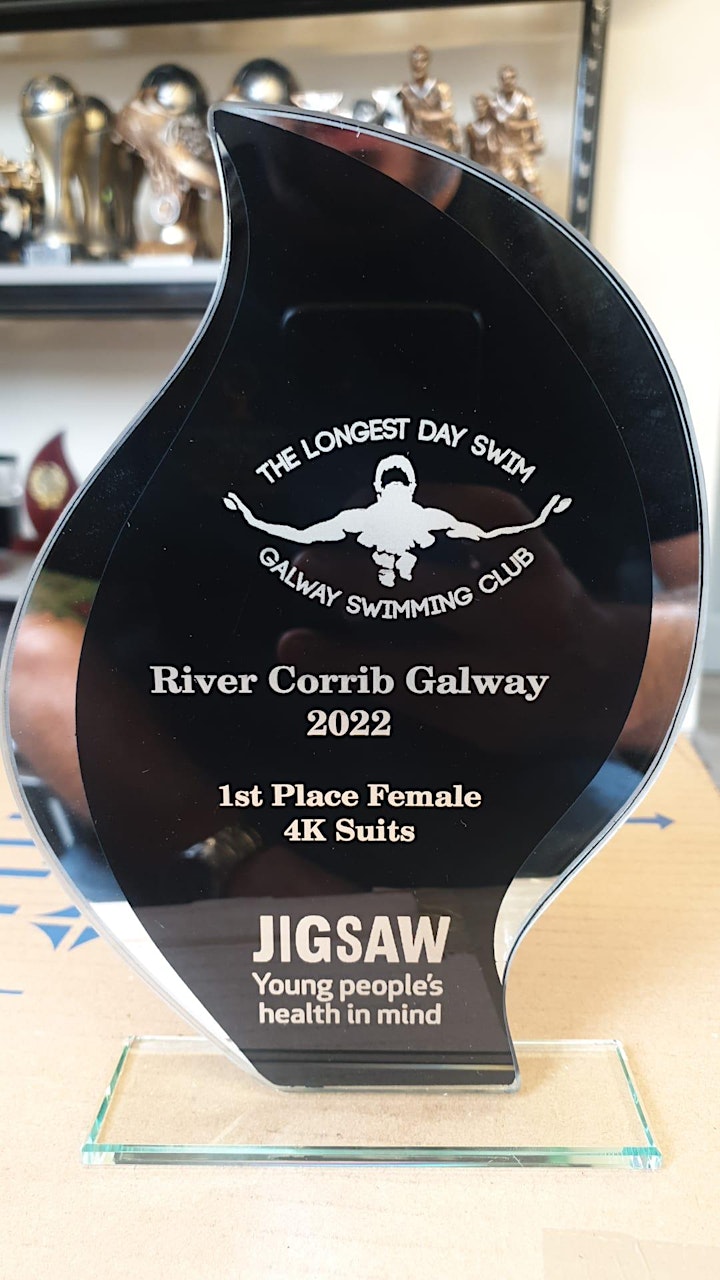 THE LONGEST DAY SWIM
GALWAY SWIMMING CLUB
River Corrib Galway
2022
1st Place Female
4K Suits
JIGSAW
Young people's
health in mind